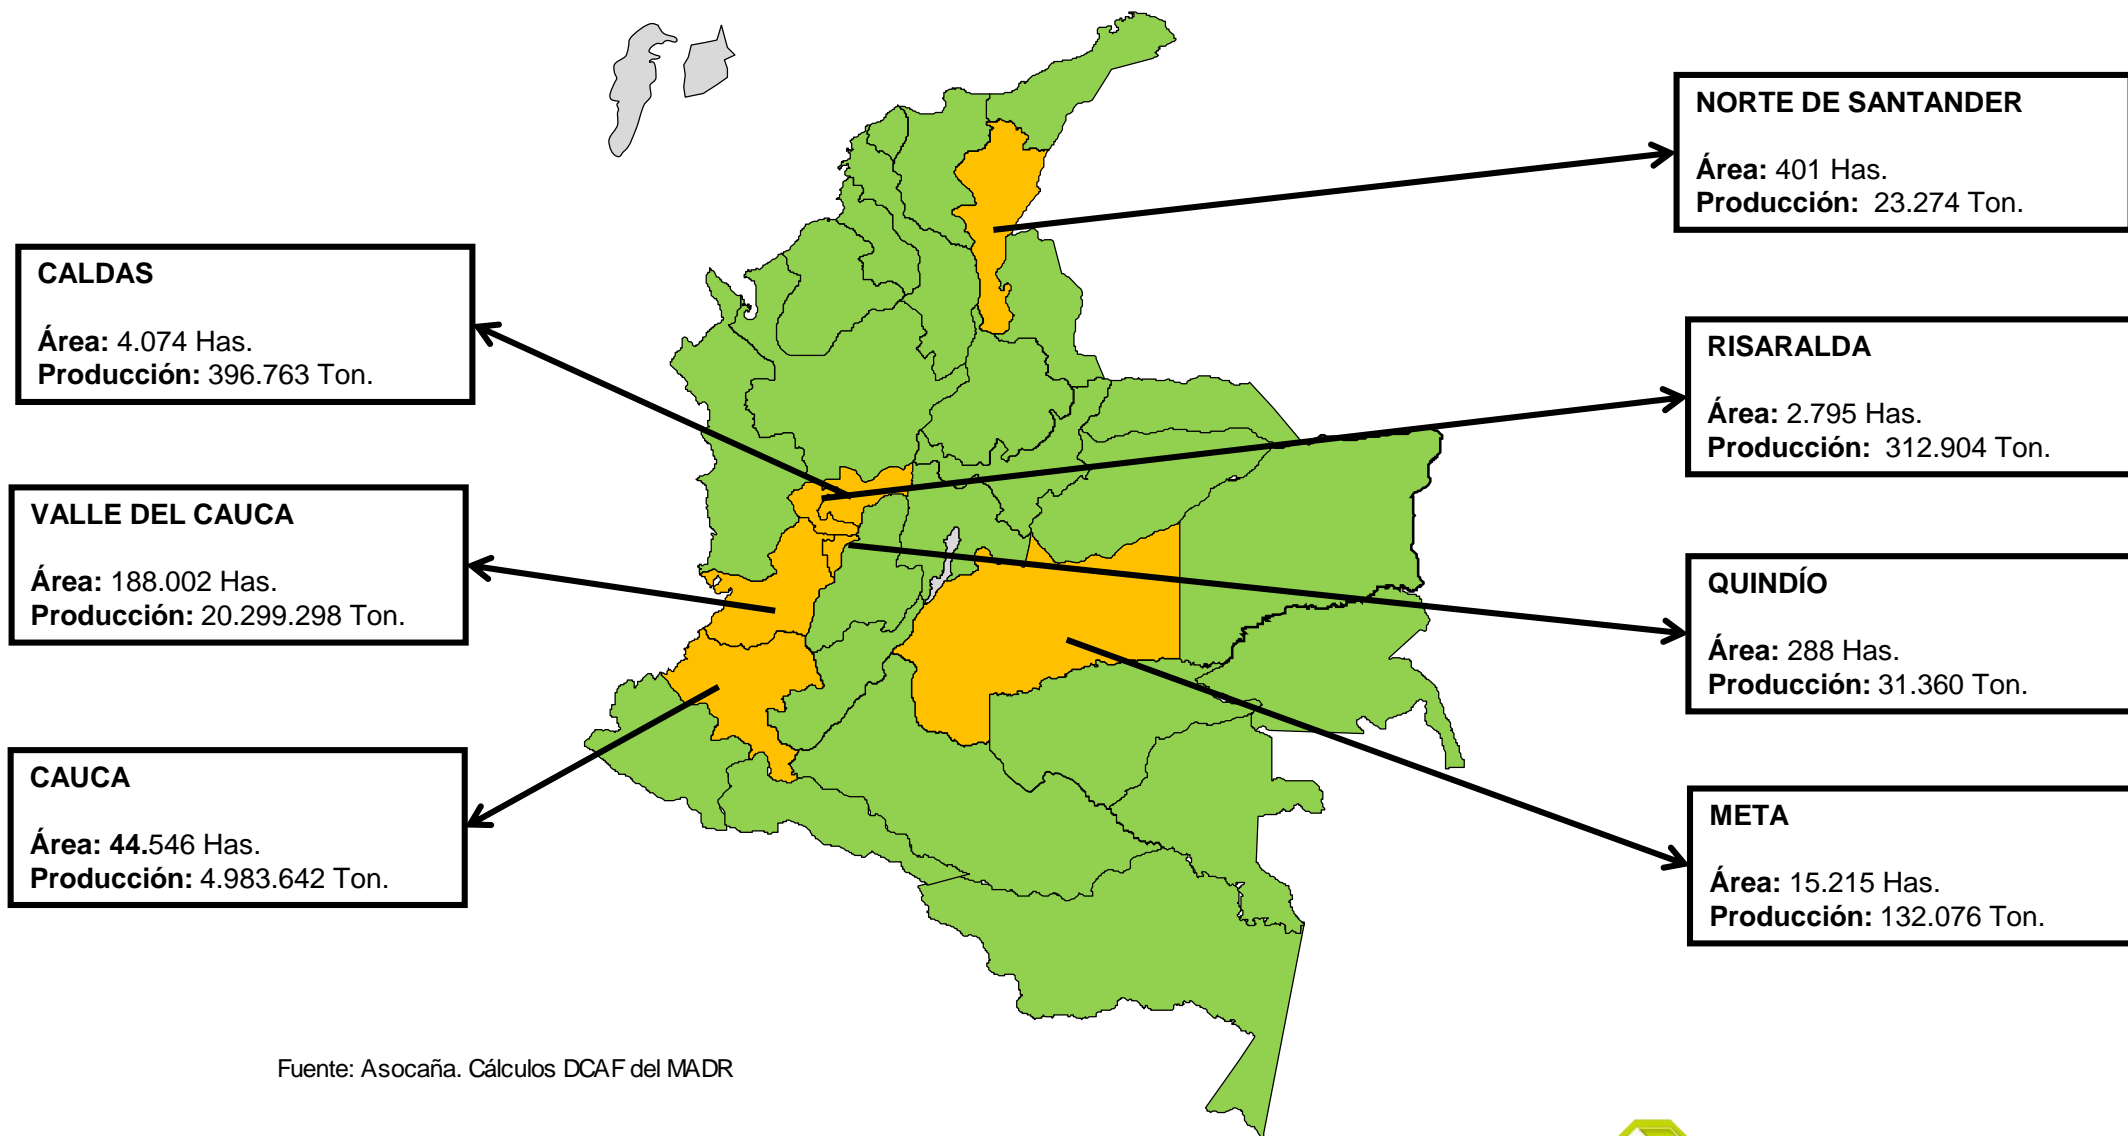 NORTE DE SANTANDER
Área: 401 Has.
Producción: 23.274 Ton.
CALDAS
Área: 4.074 Has.
Producción: 396.763 Ton.
RISARALDA
Área: 2.795 Has.
Producción: 312.904 Ton.
VALLE DEL CAUCA
Área: 188.002 Has.
Producción: 20.299.298 Ton.
QUINDÍO
Área: 288 Has.
Producción: 31.360 Ton.
CAUCA
Área: 44.546 Has.
Producción: 4.983.642 Ton.
META
Área: 15.215 Has.
Producción: 132.076 Ton.
Fuente: Asocaña. Cálculos DCAF del MADR